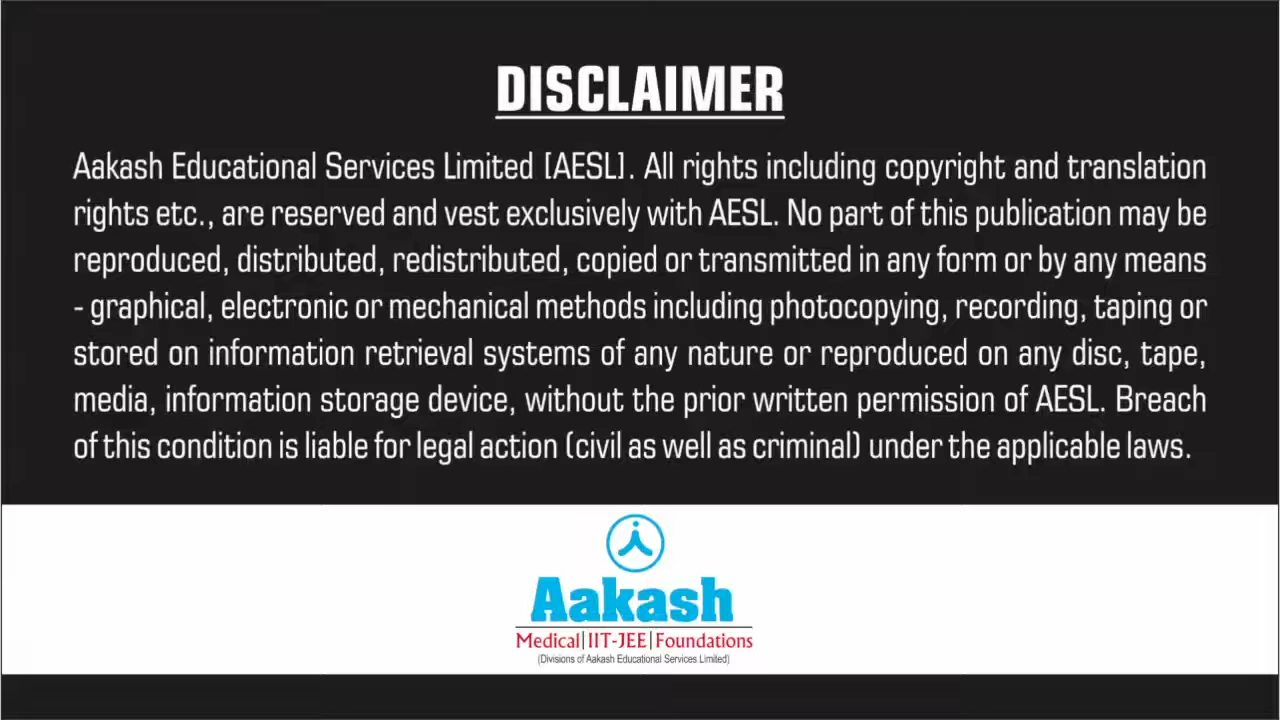 DISCLAIMER
Aakash Educational Services Limited [AESL]. All rights including copyright and translation
rights etc., are reserved and vest exclusively with AESL. No part of this publication may be
reproduced, distributed, redistributed, copied or transmitted in any form or by any means
- graphical, electronic or mechanical methods including photocopying, recording, taping or
stored on information retrieval systems of any nature or reproduced on any disc, tape,
media, information storage device, without the prior written permission of AESL. Breach
of this condition is liable for legal action (civil as well as criminal) under the applicable laws.
Aakash
Medical|IIT-JEE|Foundations
(Divisions of Aakash Educational Services Limited)